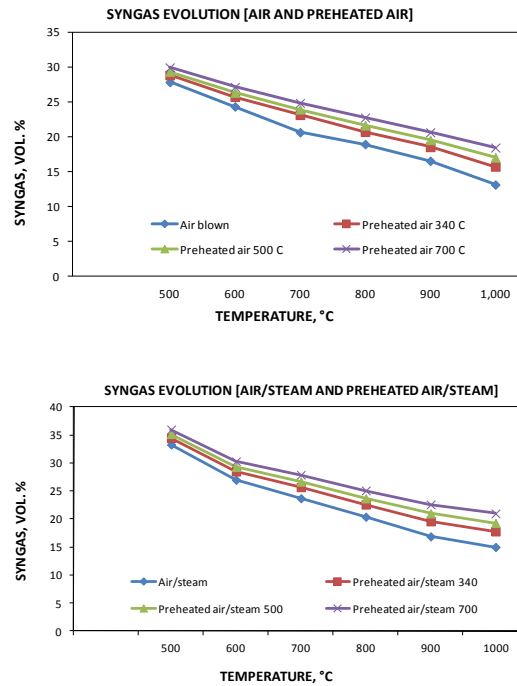 SYNGAS EVOLUTION [AIR AND PREHEATED AIR]
35
30
25
20
15
10
5
0
SYNGAS, VOL. %
Air blown
Preheated air 340 C
Preheated air 500 C
Preheated air 700 C
500 600 700 800 900 1,000
TEMPERATURE, °C
SYNGAS EVOLUTION [AIR/STEAM AND PREHEATED AIR/STEAM]
40
35
30
25
20
15
10
5
0
SYNGAS, VOL. %
Air/steam
Preheated air/steam 340
Preheated air/steam 500
Preheated air/steam 700
500 600 700 800 900 1000
TEMPERATURE, °C